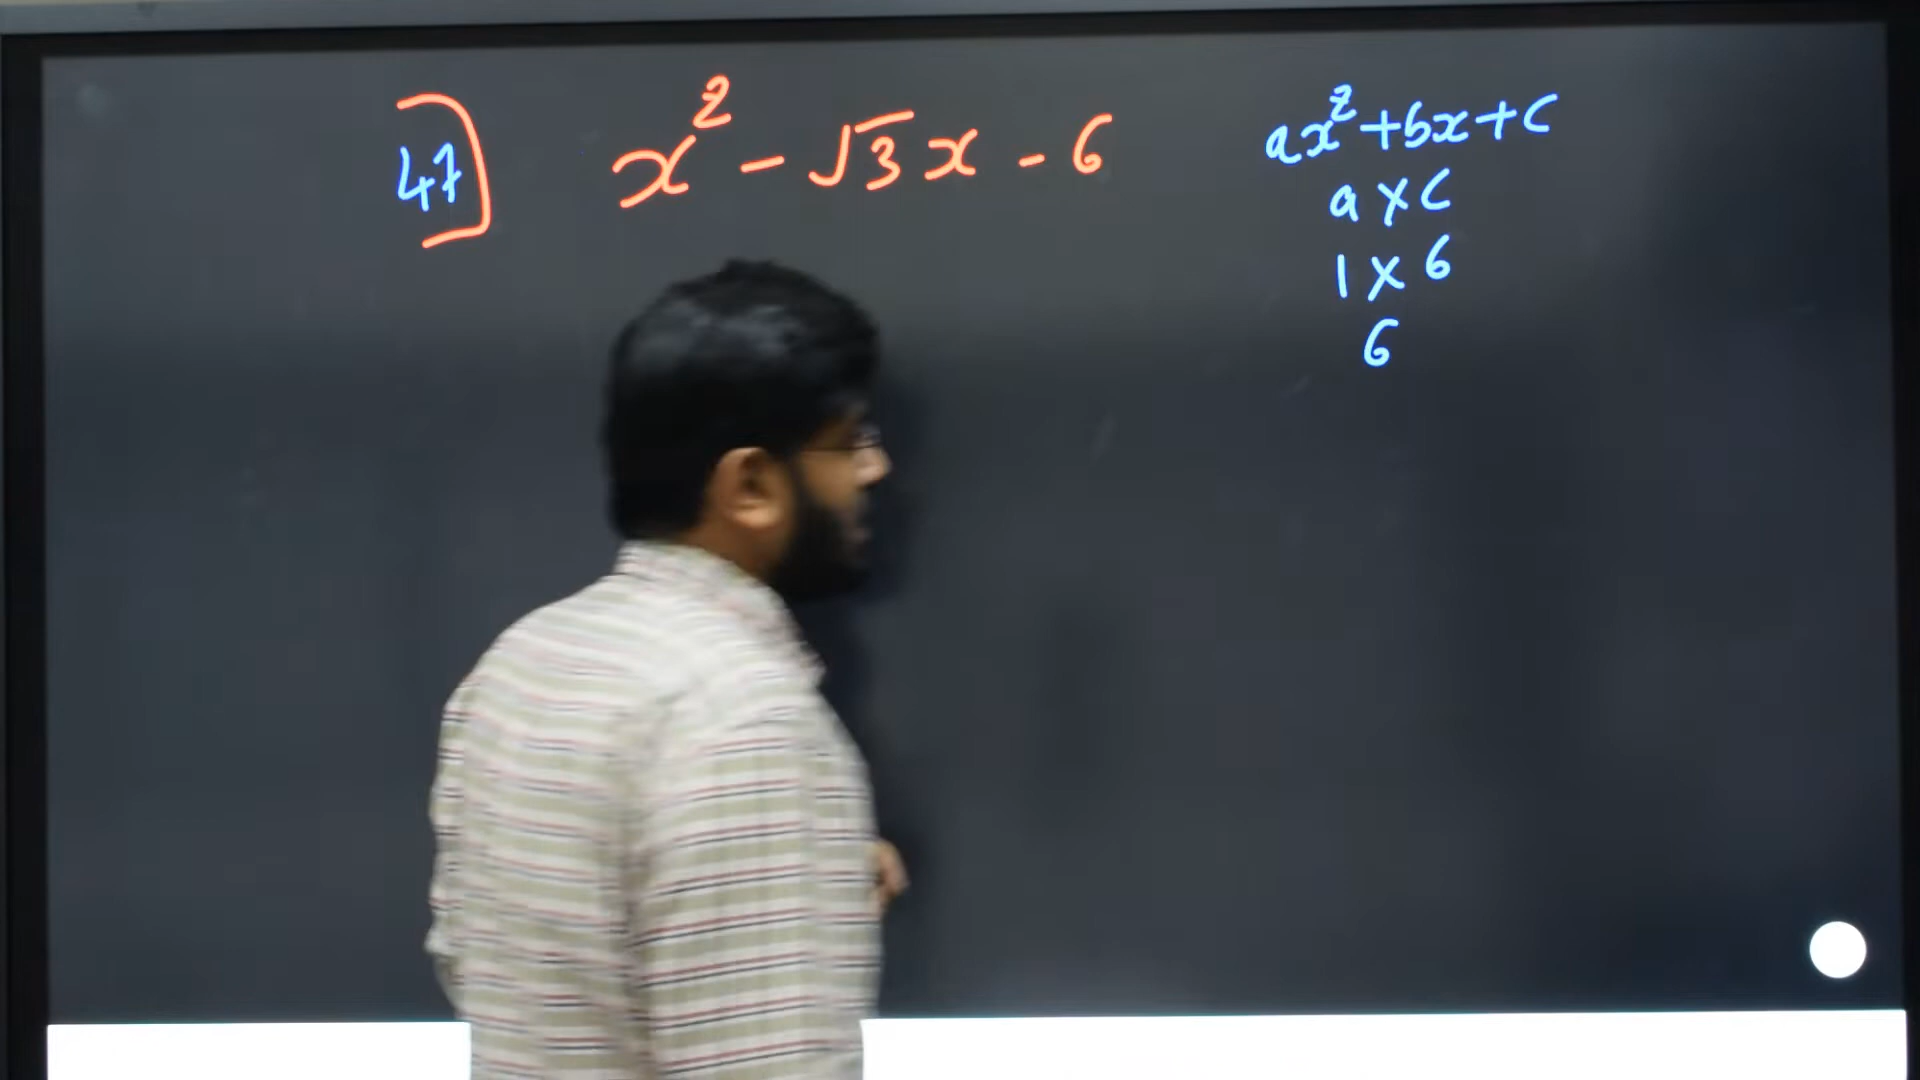 47] x² - √3x - 6
ax² + bx + c
a × c
1 × 6
6